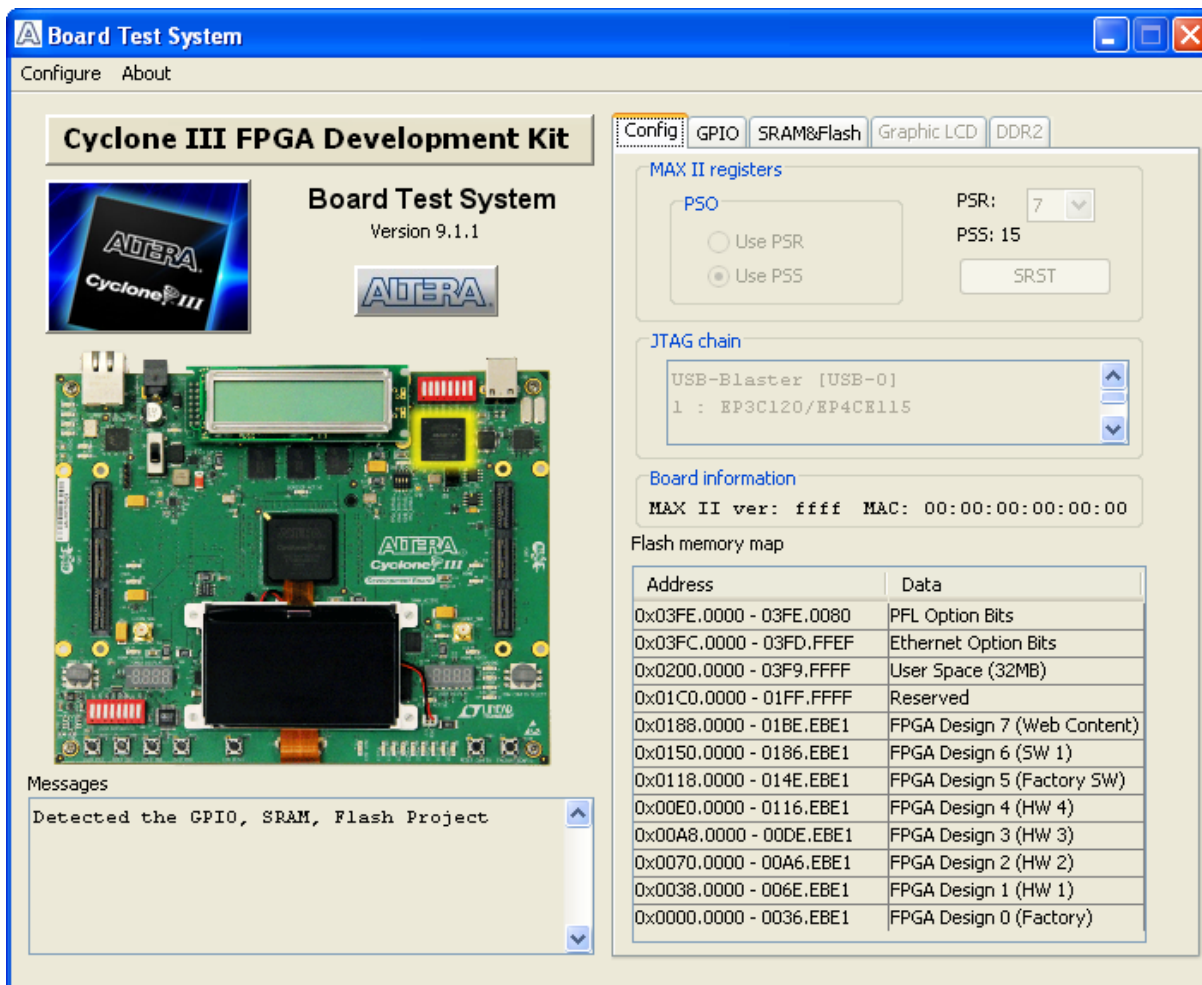 Board Test System
Configure About
Cyclone III FPGA Development Kit
ALTERA.
Cyclone III
Board Test System
Version 9.1.1
ALTERA.
ALTERA.
Cyclone III
Development Board
LINEAR
Messages
Detected the GPIO, SRAM, Flash Project
Config GPIO SRAM&Flash Graphic LCD DDR2
MAX II registers
PSO
Use PSR
Use PSS
PSR: 7
PSS: 15
SRST
JTAG chain
USB-Blaster [USB-0]
1 : EP3C120/EP4CE115
Board information
MAX II ver: ffff MAC: 00:00:00:00:00:00
Flash memory map
Address Data
0x03FE.0000 - 03FE.0080 PFL Option Bits
0x03FC.0000 - 03FD.FFEF Ethernet Option Bits
0x0200.0000 - 03F9.FFFF User Space (32MB)
0x01C0.0000 - 01FF.FFFF Reserved
0x0188.0000 - 01BE.EBE1 FPGA Design 7 (Web Content)
0x0150.0000 - 0186.EBE1 FPGA Design 6 (SW 1)
0x0118.0000 - 014E.EBE1 FPGA Design 5 (Factory SW)
0x00E0.0000 - 0116.EBE1 FPGA Design 4 (HW 4)
0x00A8.0000 - 00DE.EBE1 FPGA Design 3 (HW 3)
0x0070.0000 - 00A6.EBE1 FPGA Design 2 (HW 2)
0x0038.0000 - 006E.EBE1 FPGA Design 1 (HW 1)
0x0000.0000 - 0036.EBE1 FPGA Design 0 (Factory)